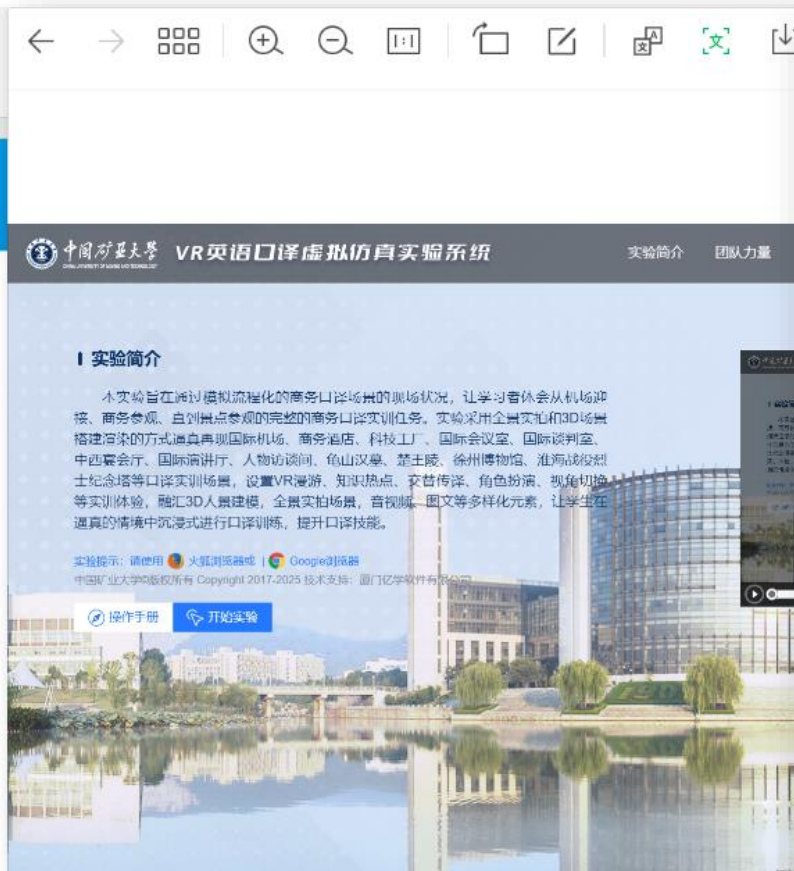 中国矿业大学 VR英语口译虚拟仿真实验系统 实验简介 团队力量
实验简介
本实验旨在通过模拟流程化的商务口译场景的现场状况，让学习者体会从机场迎
接、商务参观、直到景点参观的完整的商务口译实训任务。实验采用全景实拍和3D场景
搭建渲染的方式逼真再现国际机场、商务酒店、科技工厂、国际会议室、国际谈判室、
中西宴会厅、国际演讲厅、人物访谈间、龟山汉墓、楚王陵、徐州博物馆、淮海战役烈
士纪念塔等口译实训场景，设置VR漫游、知识热点、交替传译、角色扮演、视角切换
等实训体验，融汇3D人景建模，全景实拍场景，音视频、图文等多样化元素，让学生在
逼真的情境中沉浸式进行口译训练，提升口译技能。
实验提示：请使用 火狐浏览器或 | Google浏览器
中国矿业大学©版权所有 Copyright 2017-2025 技术支持：厦门亿学软件有限公司
操作手册 开始实验